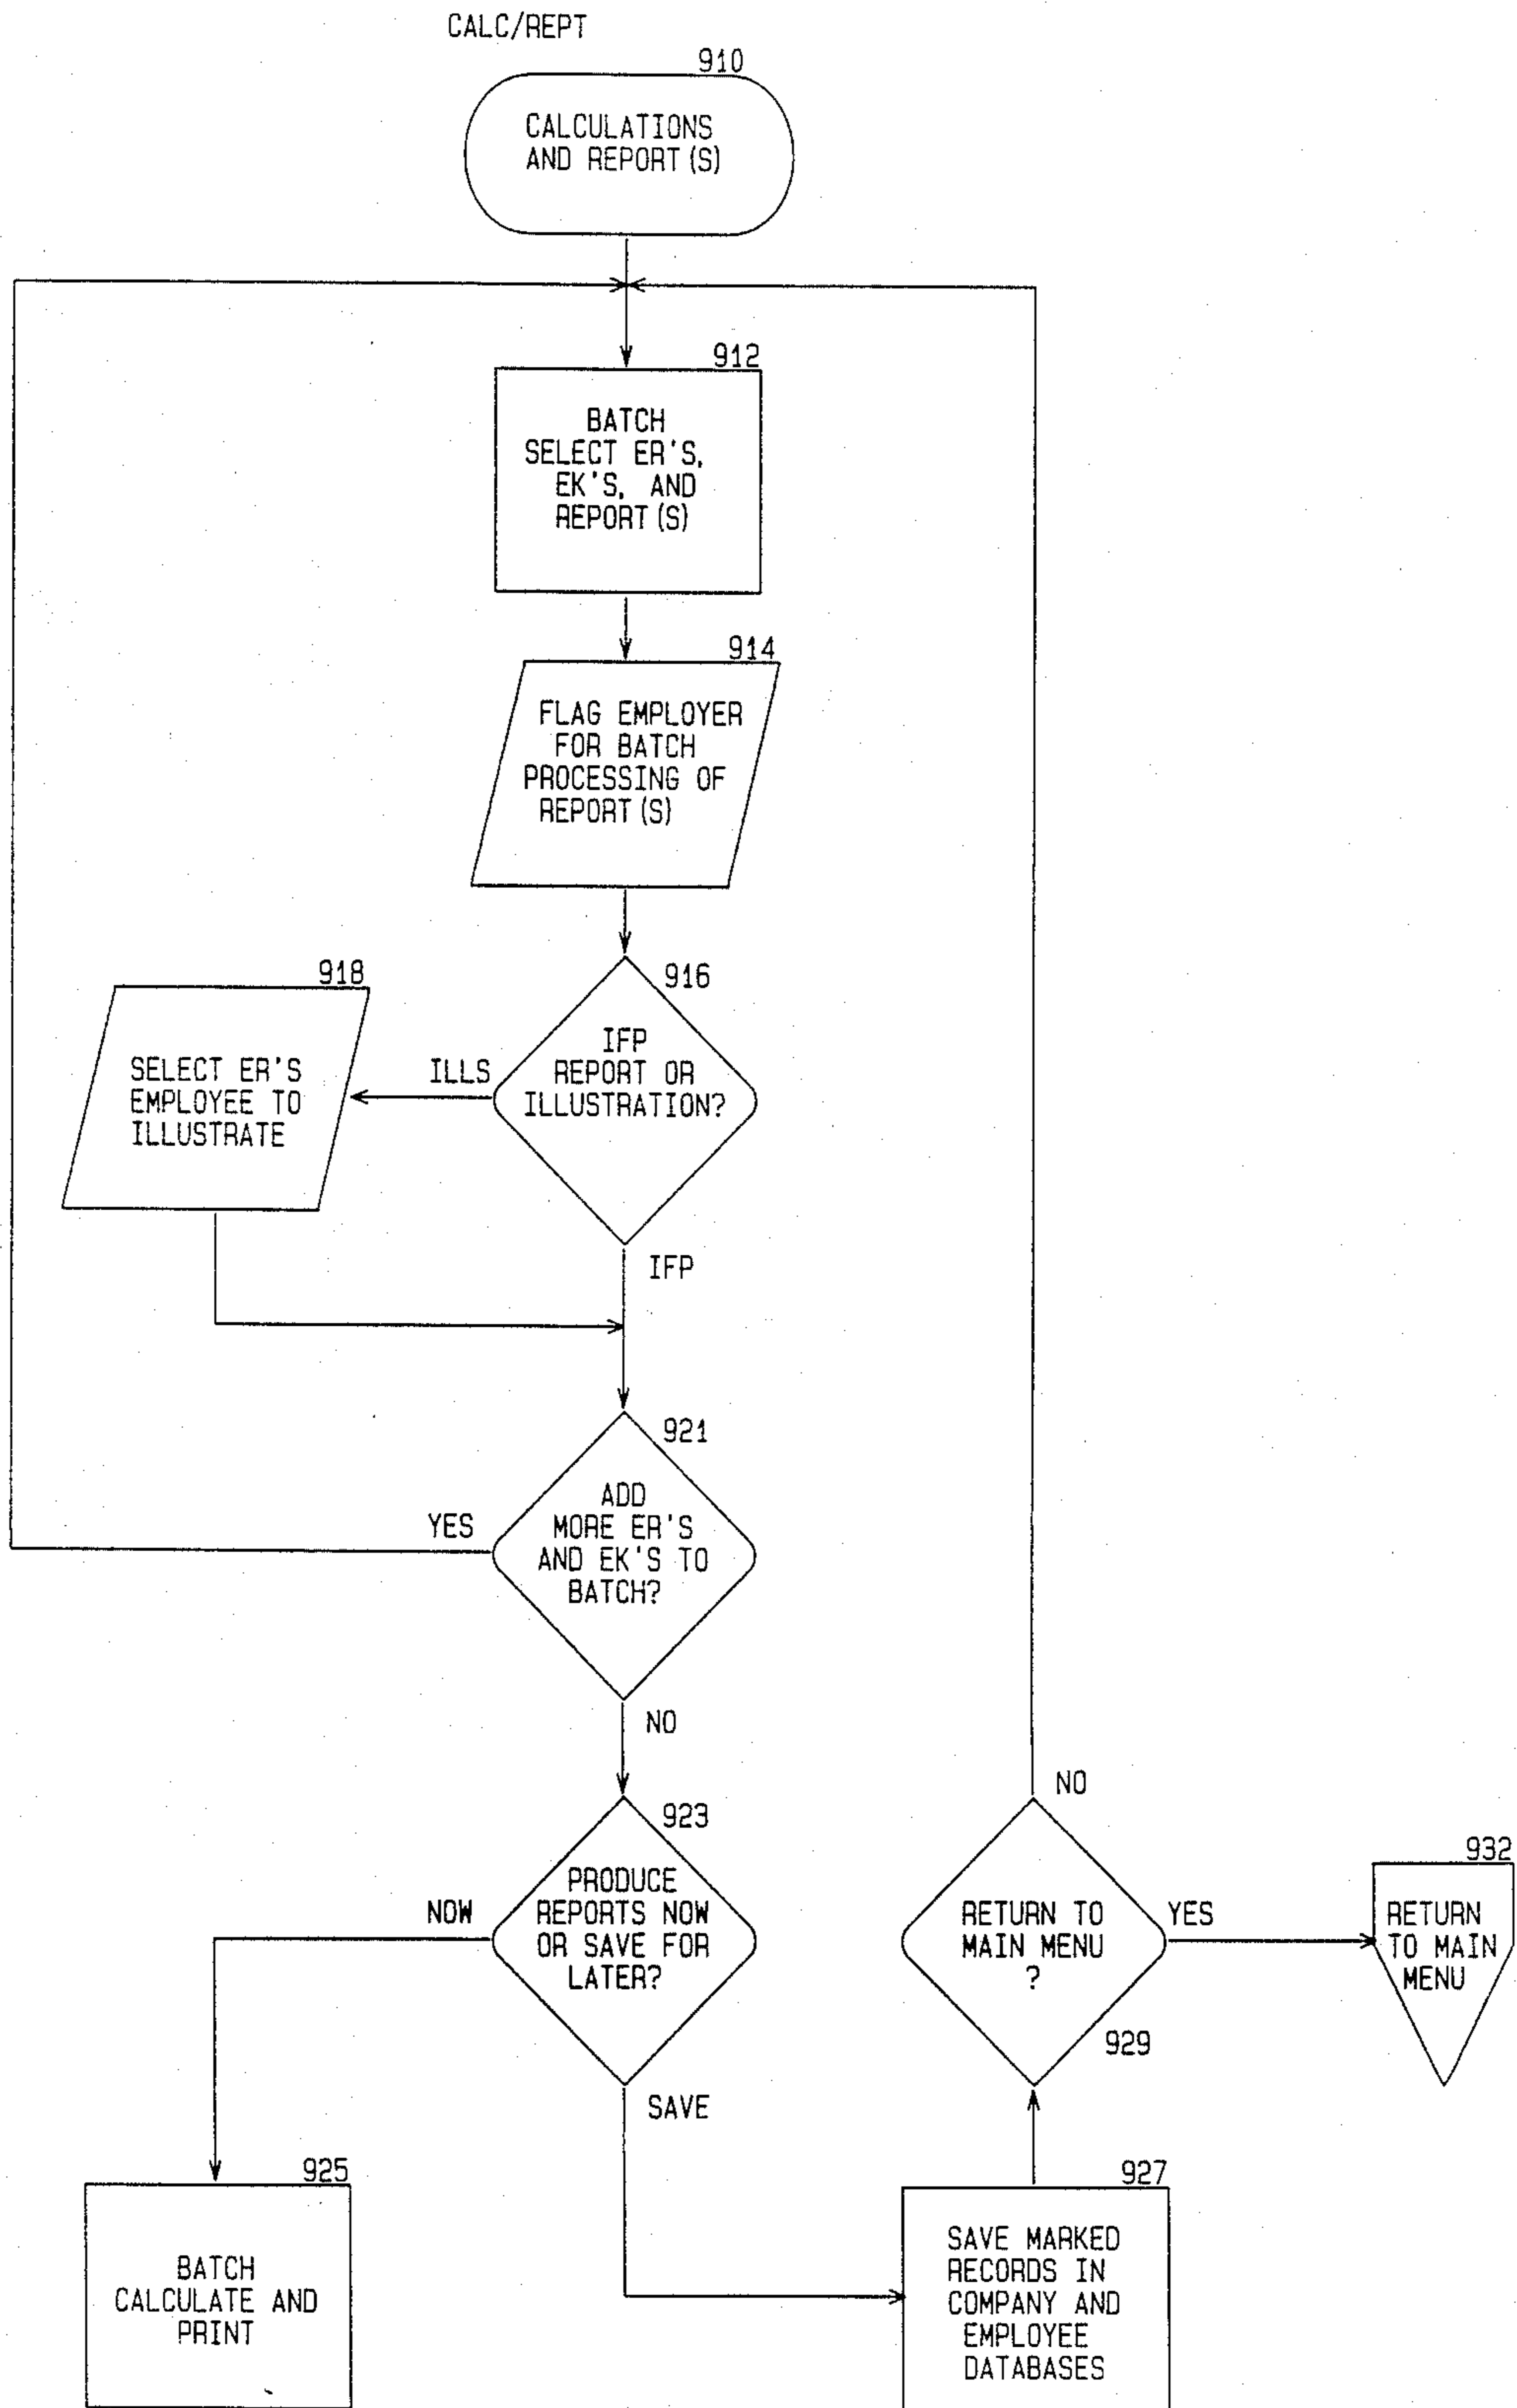 CALC/REPT
910
CALCULATIONS
AND REPORT(S)
912
BATCH
SELECT ER'S,
EK'S, AND
REPORT(S)
914
FLAG EMPLOYER
FOR BATCH
PROCESSING OF
REPORT(S)
916
IFP
REPORT OR
ILLUSTRATION?
ILLS
918
SELECT ER'S
EMPLOYEE TO
ILLUSTRATE
IFP
921
ADD
MORE ER'S
AND EK'S TO
BATCH?
YES
NO
923
PRODUCE
REPORTS NOW
OR SAVE FOR
LATER?
NOW
SAVE
925
BATCH
CALCULATE AND
PRINT
927
SAVE MARKED
RECORDS IN
COMPANY AND
EMPLOYEE
DATABASES
929
RETURN TO
MAIN MENU
?
NO
YES
932
RETURN
TO MAIN
MENU